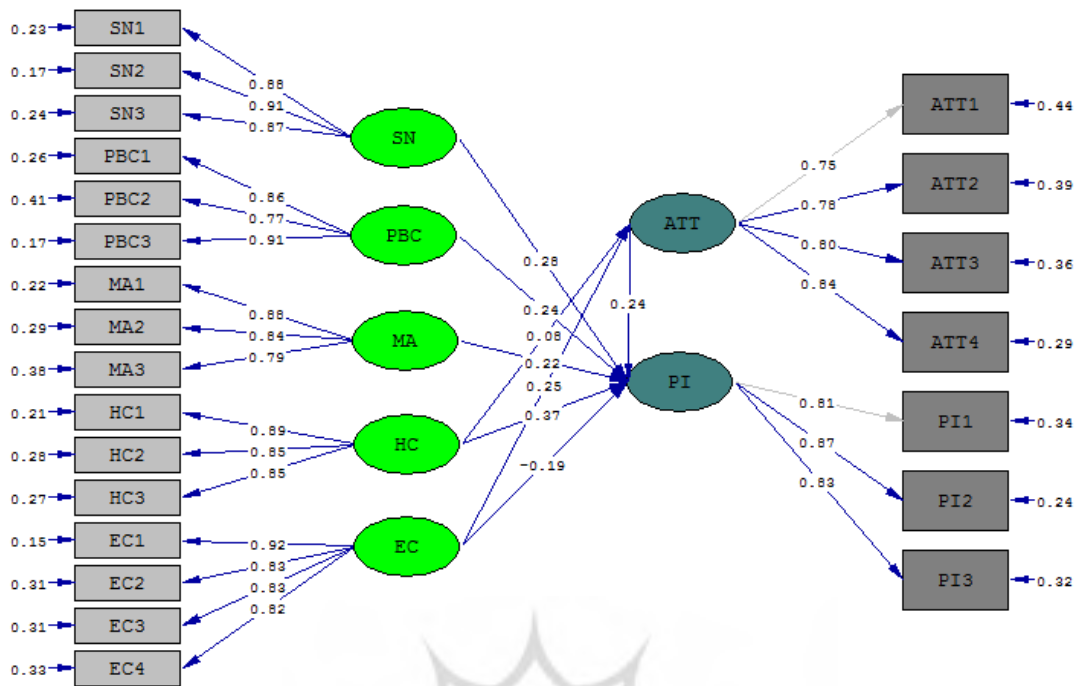 0.23 SN1
0.17 SN2
0.24 SN3
0.26 PBC1
0.41 PBC2
0.17 PBC3
0.22 MA1
0.29 MA2
0.38 MA3
0.21 HC1
0.28 HC2
0.27 HC3
0.15 EC1
0.31 EC2
0.31 EC3
0.33 EC4
0.88
0.91
0.87
0.86
0.77
0.91
0.88
0.84
0.79
0.89
0.85
0.85
0.92
0.83
0.83
0.82
SN
PBC
MA
HC
EC
0.28
0.24
0.08
0.22
0.25
0.37
-0.19
0.24
ATT
PI
0.75
0.78
0.80
0.84
0.81
0.87
0.83
ATT1 0.44
ATT2 0.39
ATT3 0.36
ATT4 0.29
PI1 0.34
PI2 0.24
PI3 0.32